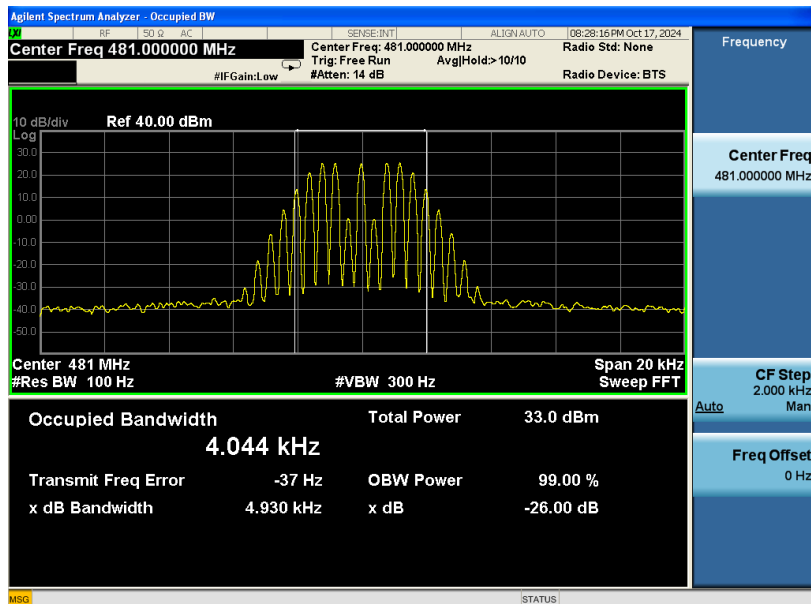 Agilent Spectrum Analyzer - Occupied BW
LXI RF 50 Ω AC SENSE:INT ALIGN AUTO 08:28:16 PM Oct 17, 2024
Center Freq 481.000000 MHz
Center Freq: 481.000000 MHz Radio Std: None
Trig: Free Run Avg|Hold:> 10/10
#IFGain:Low #Atten: 14 dB Radio Device: BTS
10 dB/div Ref 40.00 dBm
Log
30.0
20.0
10.0
0.00
-10.0
-20.0
-30.0
-40.0
-50.0
Center 481 MHz Span 20 kHz
#Res BW 100 Hz #VBW 300 Hz Sweep FFT
Occupied Bandwidth Total Power 33.0 dBm
4.044 kHz
Transmit Freq Error -37 Hz OBW Power 99.00 %
x dB Bandwidth 4.930 kHz x dB -26.00 dB
MSG STATUS
Frequency
Center Freq
481.000000 MHz
CF Step
2.000 kHz
Auto Man
Freq Offset
0 Hz